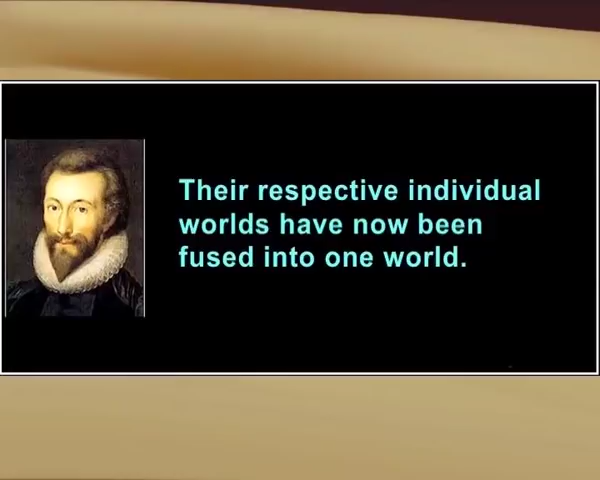 Their respective individual
worlds have now been
fused into one world.